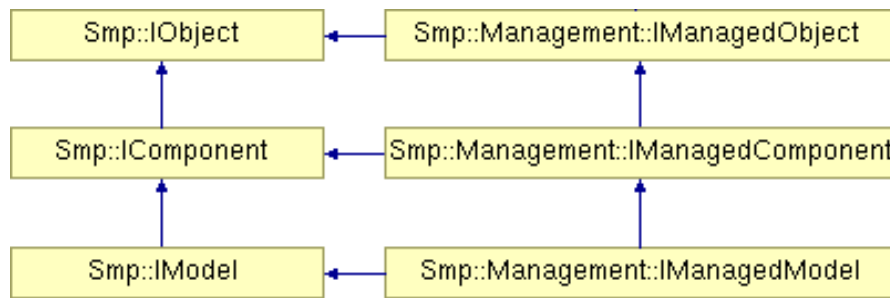 Smp::IObject
Smp::Management::IManagedObject
Smp::IComponent
Smp::Management::IManagedComponent
Smp::IModel
Smp::Management::IManagedModel